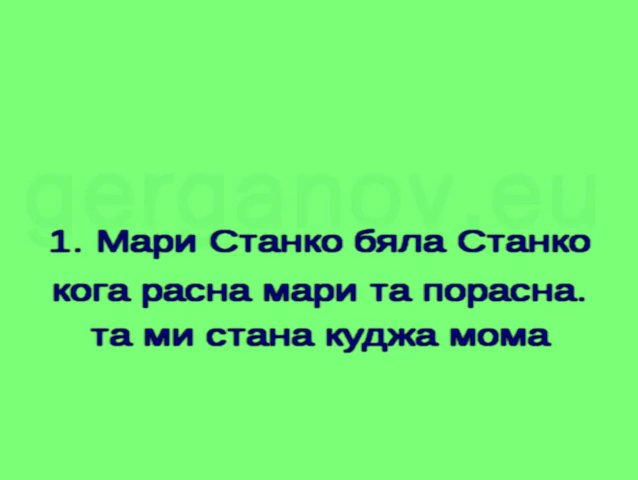 gerganov.eu
1. Мари Станко бяла Станко
кога расна мари та порасна.
та ми стана куджа мома